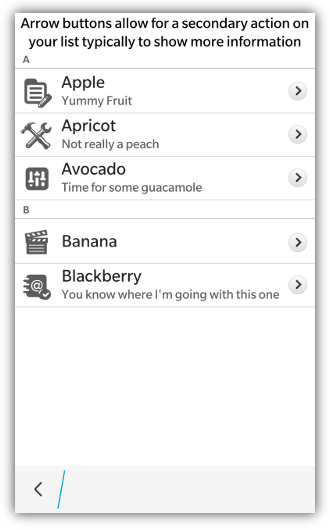 Arrow buttons allow for a secondary action on
your list typically to show more information
A
Apple
Yummy Fruit
Apricot
Not really a peach
Avocado
Time for some guacamole
B
Banana
Blackberry
You know where I'm going with this one